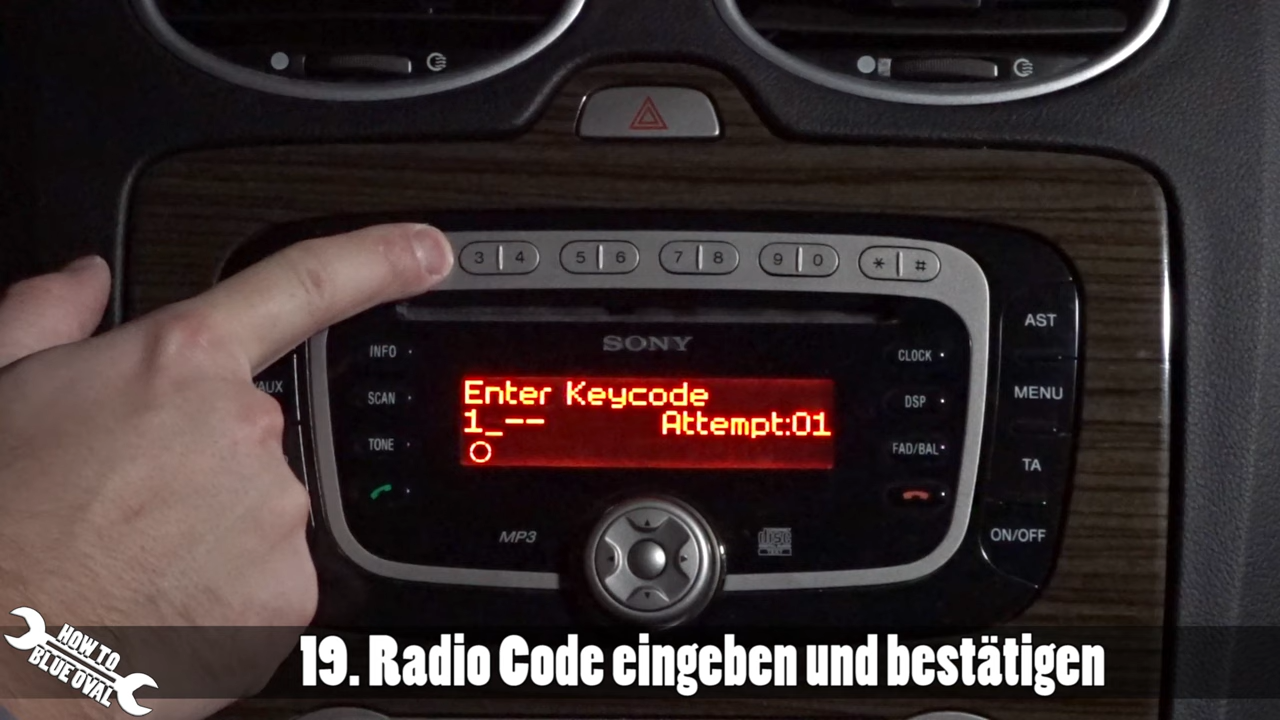 3 4 5 6 7 8 9 0 * #
SONY
INFO
SCAN
TONE
/AUX
Enter Keycode
1_-- Attempt:01
CLOCK
DSP
FAD/BAL
AST
MENU
TA
ON/OFF
MP3
DISC
TEXT
HOW TO
BLUE OVAL
19. Radio Code eingeben und bestätigen